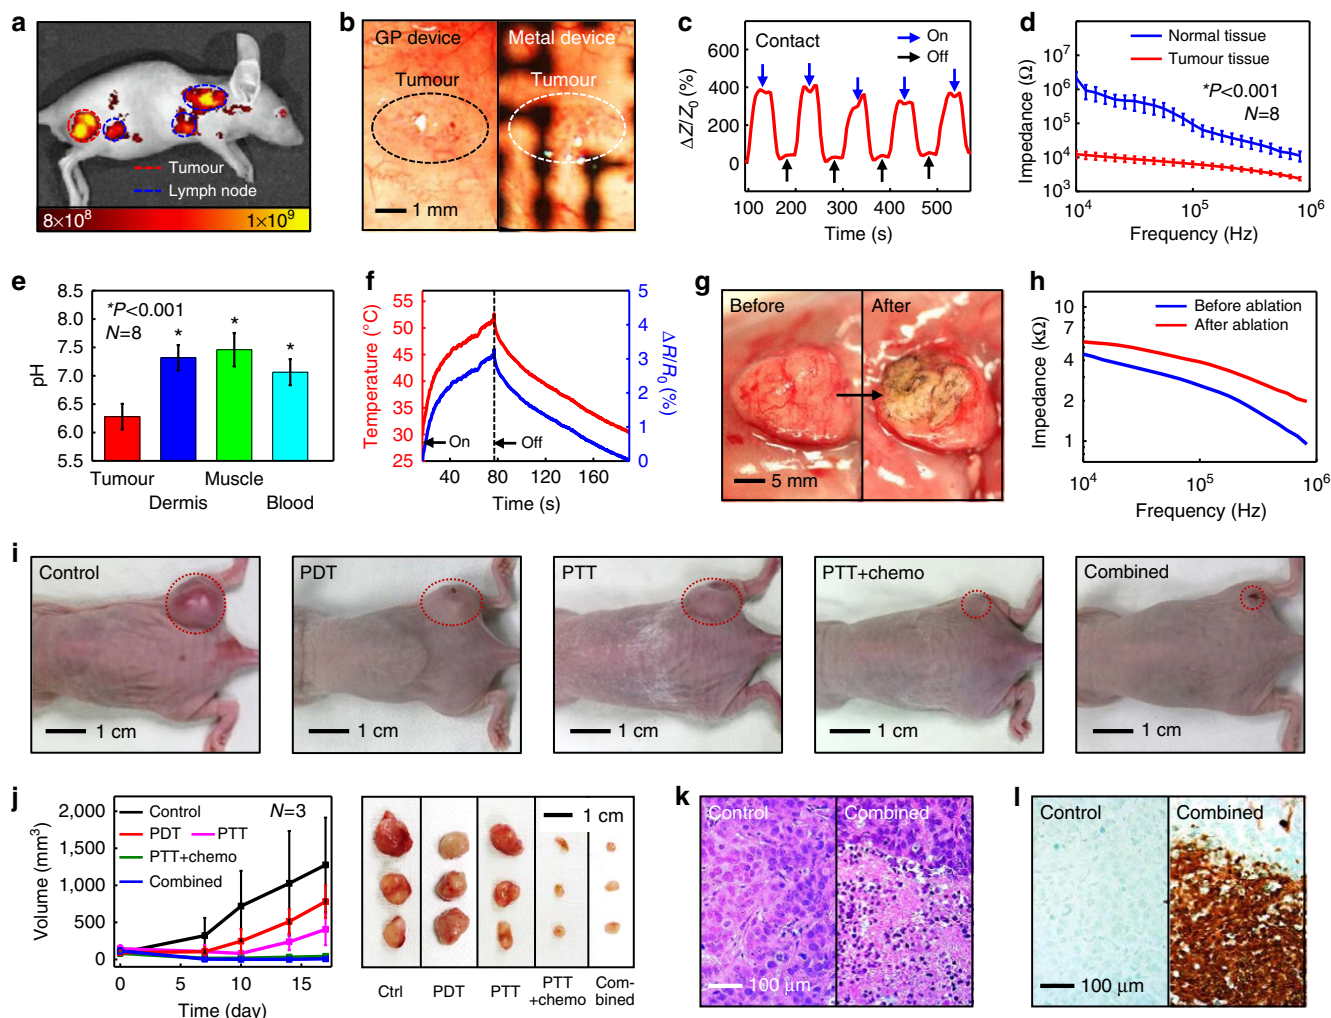 a
Tumour
Lymph node
8×10⁸ 1×10⁹
b
GP device Metal device
Tumour Tumour
1 mm
c
Contact
On
Off
ΔZ/Z₀ (%)
600
400
200
0
100 200 300 400 500
Time (s)
d
Normal tissue
Tumour tissue
*P<0.001
N=8
Impedance (Ω)
10⁷
10⁶
10⁵
10⁴
10³
10⁴ 10⁵ 10⁶
Frequency (Hz)
e
*P<0.001
N=8
pH
8.5
8.0
7.5
7.0
6.5
6.0
5.5
* * *
Tumour Muscle
Dermis Blood
f
Temperature (°C)
55
50
45
40
35
30
25
ΔR/R₀ (%)
5
4
3
2
1
0
On Off
40 80 120 160
Time (s)
g
Before After
5 mm
h
Before ablation
After ablation
Impedance (kΩ)
10
4
2
1
10⁴ 10⁵ 10⁶
Frequency (Hz)
i
Control PDT PTT PTT+chemo Combined
1 cm 1 cm 1 cm 1 cm 1 cm
j
Control N=3
PDT PTT
PTT+chemo
Combined
Volume (mm³)
2,000
1,500
1,000
500
0
0 5 10 15
Time (day)
1 cm
Ctrl PDT PTT PTT +chemo Com-bined
k
Control Combined
100 μm
l
Control Combined
100 μm